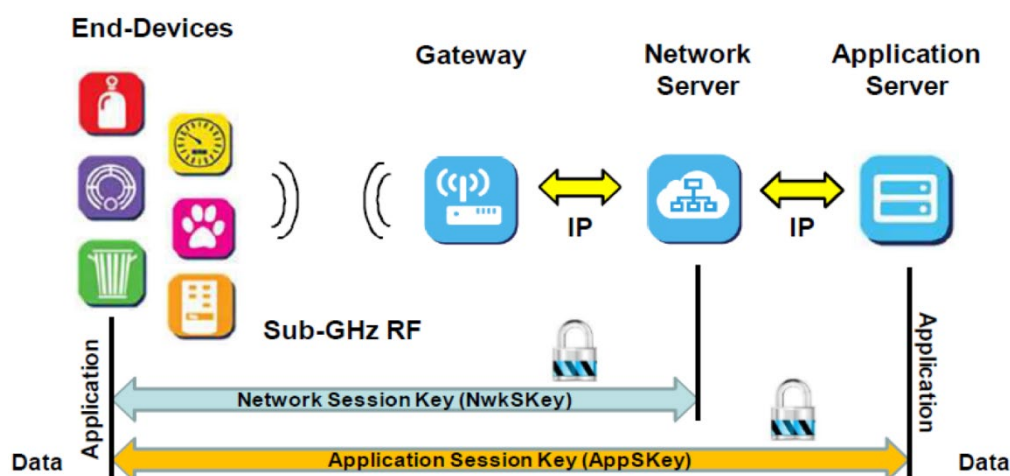 End-Devices
Gateway
Network
Server
Application
Server
IP
IP
Sub-GHz RF
Application
Application
Network Session Key (NwkSKey)
Application Session Key (AppSKey)
Data
Data